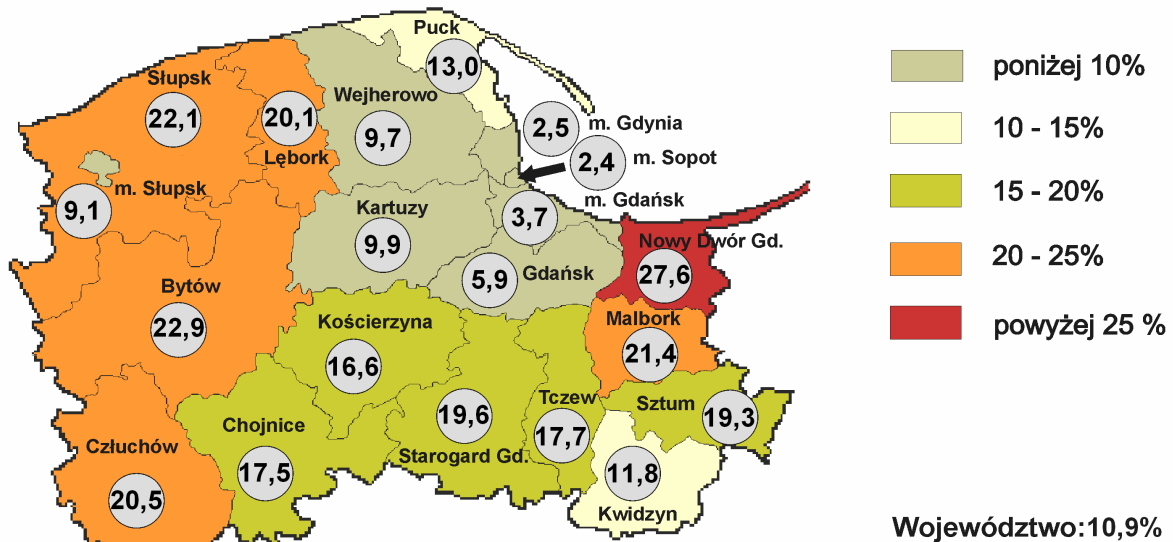 Puck
13,0
Słupsk
22,1
20,1
Lębork
Wejherowo
9,7
2,5
m. Gdynia
2,4
m. Sopot
m. Słupsk
9,1
Kartuzy
9,9
3,7
m. Gdańsk
5,9
Gdańsk
Nowy Dwór Gd.
27,6
Bytów
22,9
Kościerzyna
16,6
Malbork
21,4
Człuchów
20,5
Chojnice
17,5
19,6
Starogard Gd.
Tczew
17,7
Sztum
19,3
11,8
Kwidzyn
poniżej 10%
10 - 15%
15 - 20%
20 - 25%
powyżej 25 %
Województwo:10,9%